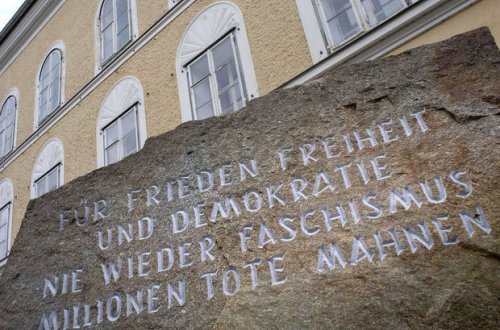 FÜR FRIEDEN FREIHEIT
UND DEMOKRATIE
NIE WIEDER FASCHISMUS
MILLIONEN TOTE MAHNEN